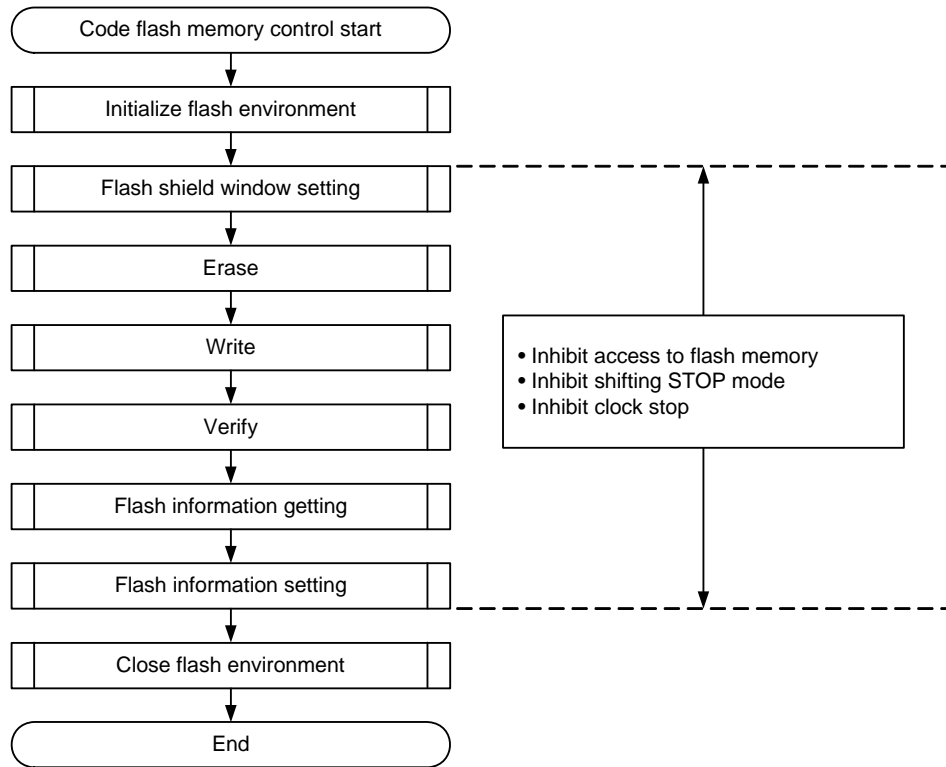 Code flash memory control start
Initialize flash environment
Flash shield window setting
Erase
Write
Verify
Flash information getting
Flash information setting
Close flash environment
End
• Inhibit access to flash memory
• Inhibit shifting STOP mode
• Inhibit clock stop